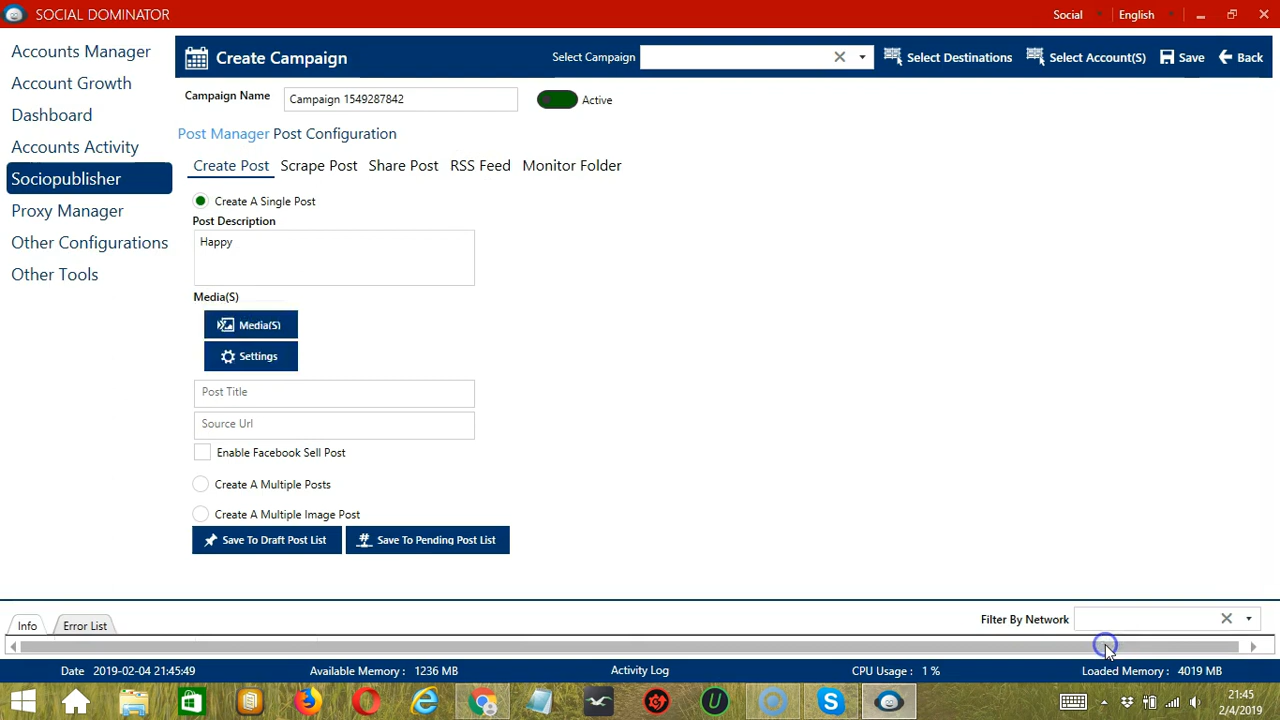 SOCIAL DOMINATOR
Social
English
Accounts Manager
Account Growth
Dashboard
Accounts Activity
Sociopublisher
Proxy Manager
Other Configurations
Other Tools
Create Campaign
Select Campaign
Select Destinations
Select Account(S)
Save
Back
Campaign Name
Campaign 1549287842
Active
Post Manager Post Configuration
Create Post Scrape Post Share Post RSS Feed Monitor Folder
Create A Single Post
Post Description
Happy
Media(S)
Media(S)
Settings
Post Title
Source Url
Enable Facebook Sell Post
Create A Multiple Posts
Create A Multiple Image Post
Save To Draft Post List
Save To Pending Post List
Info
Error List
Filter By Network
Date 2019-02-04 21:45:49
Available Memory : 1236 MB
Activity Log
CPU Usage : 1 %
Loaded Memory : 4019 MB
21:45
2/4/2019